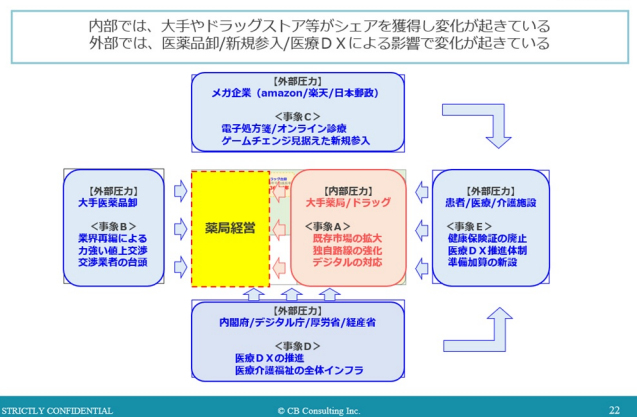 内部では、大手やドラッグストア等がシェアを獲得し変化が起きている
外部では、医薬品卸/新規参入/医療ＤＸによる影響で変化が起きている
【外部圧力】
メガ企業（amazon/楽天/日本郵政）
＜事象Ｃ＞
電子処方箋/オンライン診療
ゲームチェンジ見据えた新規参入
【外部圧力】
大手医薬品卸
＜事象Ｂ＞
業界再編による
力強い値上交渉
交渉業者の台頭
薬局経営
【内部圧力】
大手薬局/ドラッグ
＜事象Ａ＞
既存市場の拡大
独自路線の強化
デジタルの対応
【外部圧力】
患者/医療/介護施設
＜事象Ｅ＞
健康保険証の廃止
医療ＤＸ推進体制
準備加算の新設
【外部圧力】
内閣府/デジタル庁/厚労省/経産省
＜事象Ｄ＞
医療ＤＸの推進
医療介護福祉の全体インフラ
STRICTLY CONFIDENTIAL
© CB Consulting Inc.
22